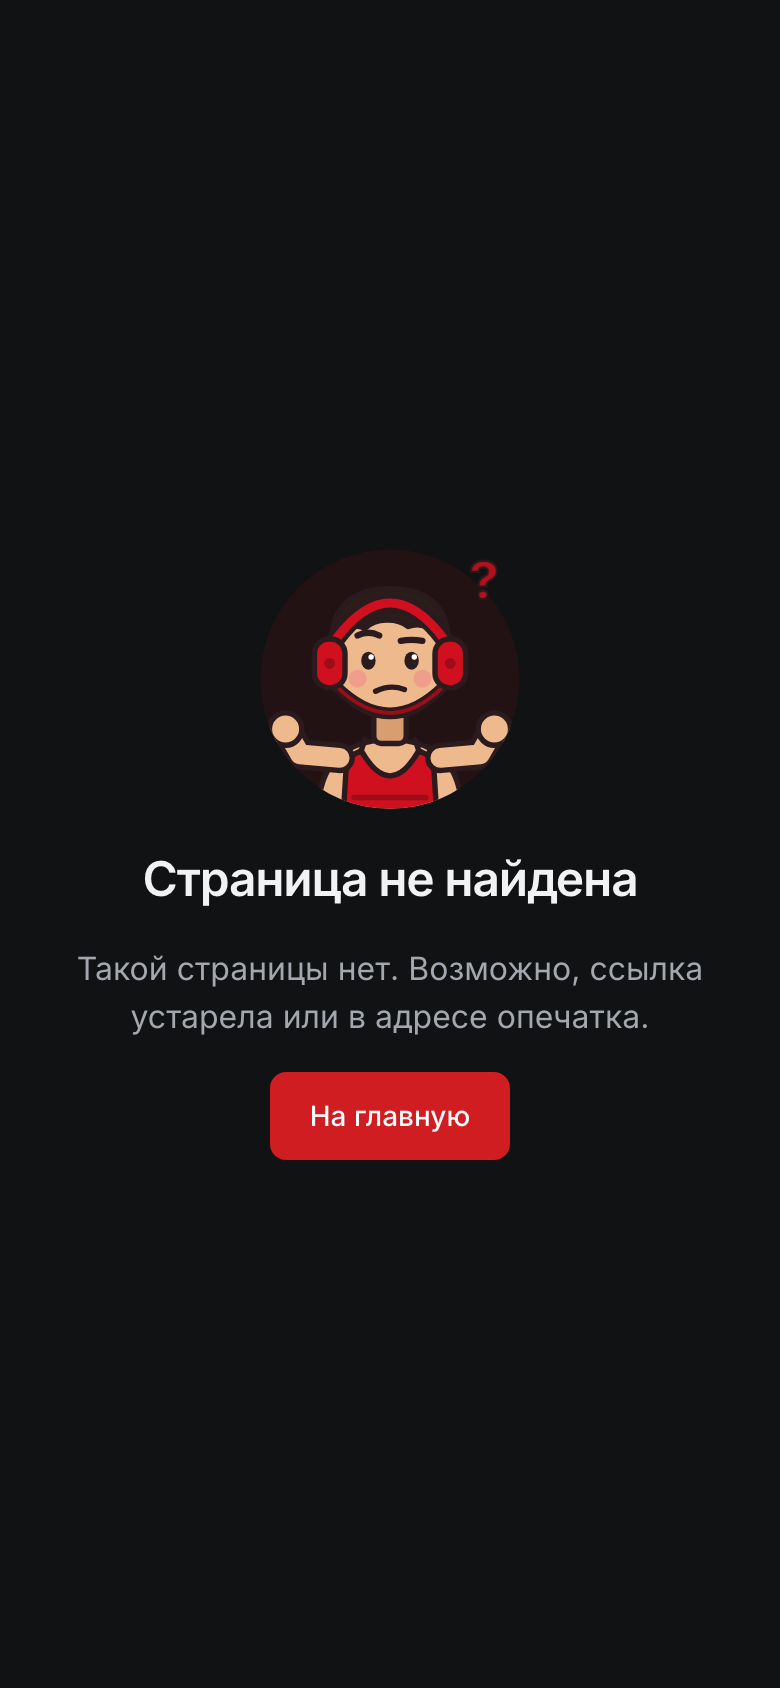 ?
Страница не найдена
Такой страницы нет. Возможно, ссылка
устарела или в адресе опечатка.
На главную